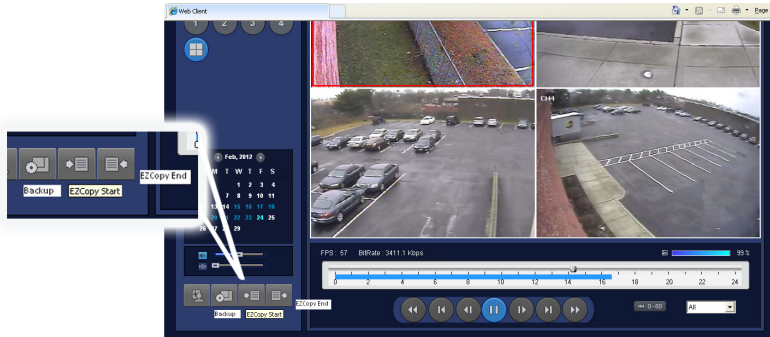 Web Client
Page
1 2 3 4
CH4
Feb, 2012
M T W T F S
1 2 3 4
7 8 9 10 11
13 14 15 16 17 18
20 21 22 23 24 25
26 27 28 29
EZCopy End
Backup
EZCopy Start
FPS : 57 BitRate : 3411.1 Kbps
99 %
0 2 4 6 8 10 12 14 16 18 20 22 24
0 - 60
All
EZCopy End
Backup
EZCopy Start